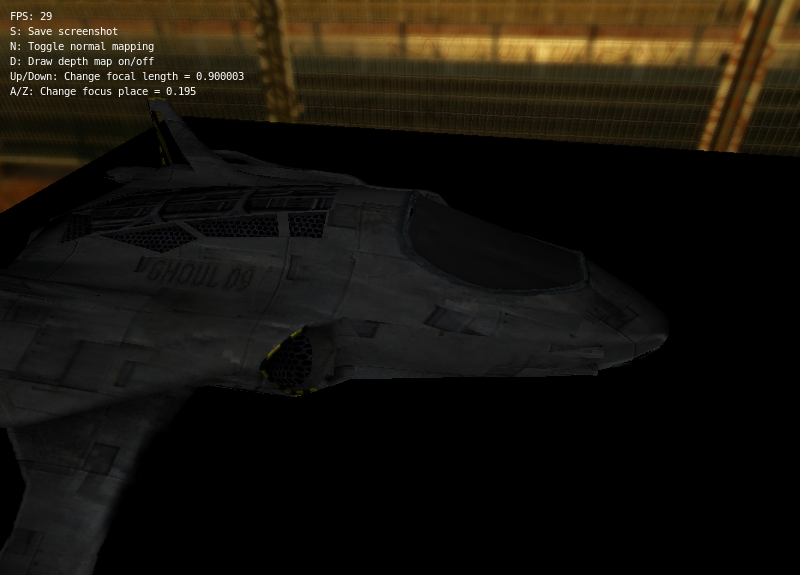 FPS: 29
S: Save screenshot
N: Toggle normal mapping
D: Draw depth map on/off
Up/Down: Change focal length = 0.900003
A/Z: Change focus place = 0.195
GHOUL 09